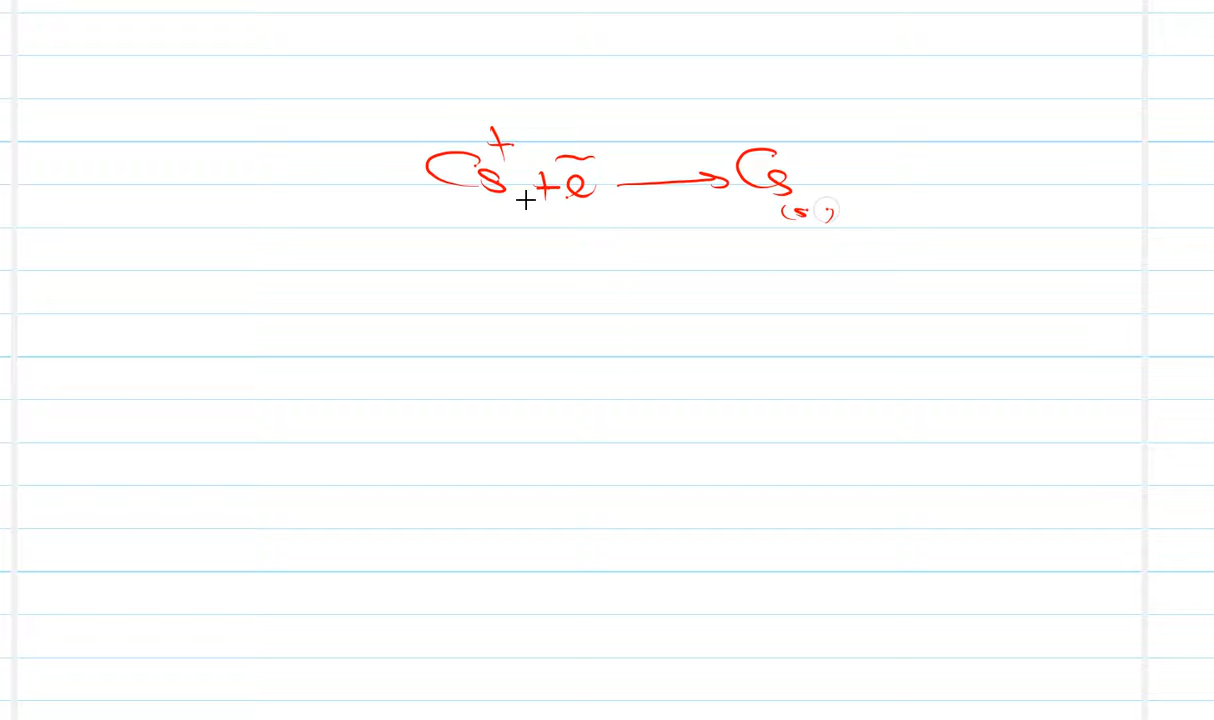 Cs⁺ + e⁻ → Cs(s)